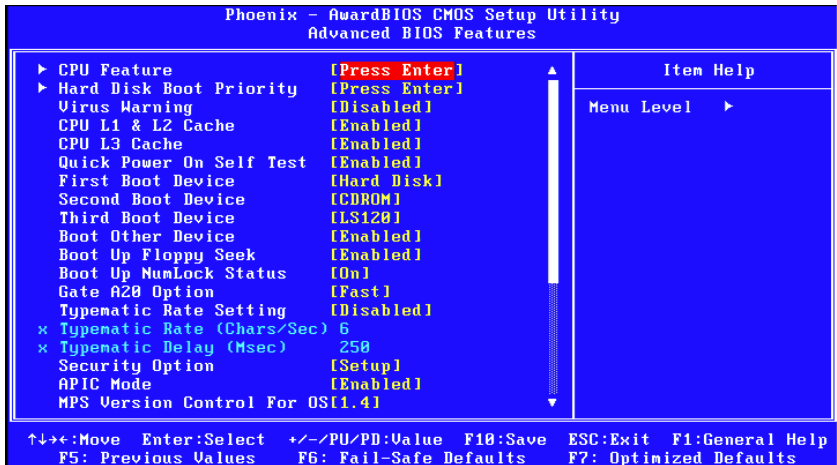 Phoenix - AwardBIOS CMOS Setup Utility
Advanced BIOS Features
► CPU Feature [Press Enter]
► Hard Disk Boot Priority [Press Enter]
Virus Warning [Disabled]
CPU L1 & L2 Cache [Enabled]
CPU L3 Cache [Enabled]
Quick Power On Self Test [Enabled]
First Boot Device [Hard Disk]
Second Boot Device [CDROM]
Third Boot Device [LS120]
Boot Other Device [Enabled]
Boot Up Floppy Seek [Enabled]
Boot Up NumLock Status [On]
Gate A20 Option [Fast]
Typematic Rate Setting [Disabled]
x Typematic Rate (Chars/Sec) 6
x Typematic Delay (Msec) 250
Security Option [Setup]
APIC Mode [Enabled]
MPS Version Control For OS[1.4]
Item Help
Menu Level ►
↑↓→←:Move Enter:Select +/-/PU/PD:Value F10:Save ESC:Exit F1:General Help
F5: Previous Values F6: Fail-Safe Defaults F7: Optimized Defaults